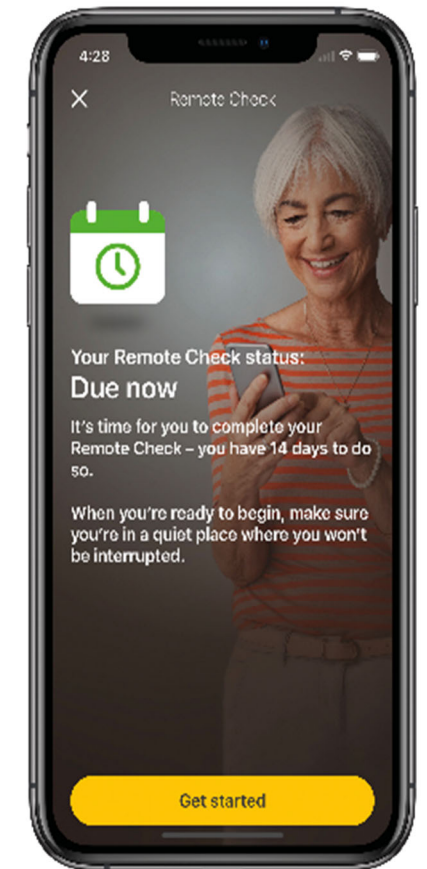 4:28
Remote Check
Your Remote Check status:
Due now
It's time for you to complete your
Remote Check – you have 14 days to do
so.
When you're ready to begin, make sure
you're in a quiet place where you won't
be interrupted.
Get started